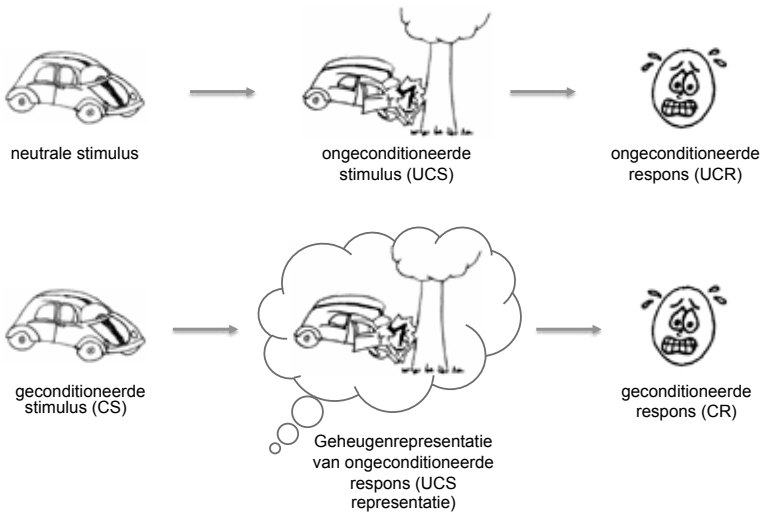 neutrale stimulus
ongeconditioneerde
stimulus (UCS)
ongeconditioneerde
respons (UCR)
geconditioneerde
stimulus (CS)
Geheugenrepresentatie
van ongeconditioneerde
respons (UCS
representatie)
geconditioneerde
respons (CR)